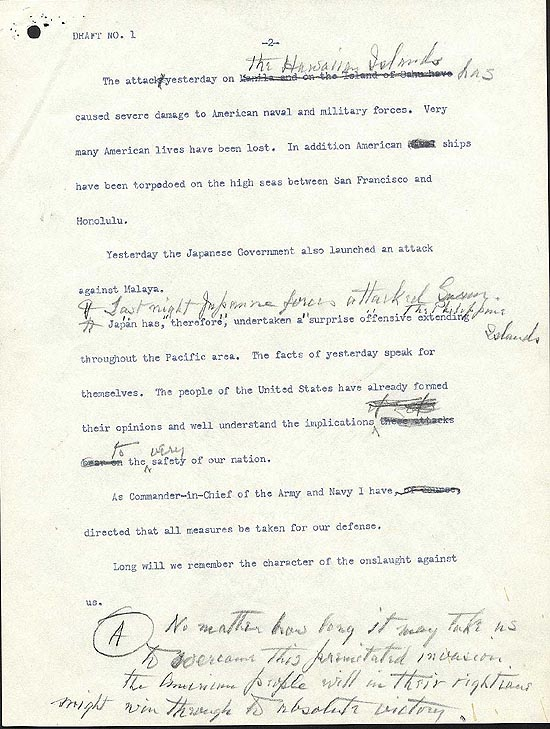 DRAFT NO. 1
-2-
the Hawaiian Islands
The attack yesterday on Manila and on the Island of Oahu have has
caused severe damage to American naval and military forces. Very
many American lives have been lost. In addition American ships
have been torpedoed on the high seas between San Francisco and
Honolulu.
Yesterday the Japanese Government also launched an attack
against Malaya.
Last night Japanese forces attacked Guam.
the Philippine
Islands
Japan has, therefore, undertaken a surprise offensive extending
throughout the Pacific area. The facts of yesterday speak for
themselves. The people of the United States have already formed
their opinions and well understand the implications these attacks
to very
bear on the safety of our nation.
As Commander-in-Chief of the Army and Navy I have, of course,
directed that all measures be taken for our defense.
Long will we remember the character of the onslaught against
us.
A No matter how long it may take us
to overcome this premitated invasion
the American people will in their righteous
might win through to absolute victory.